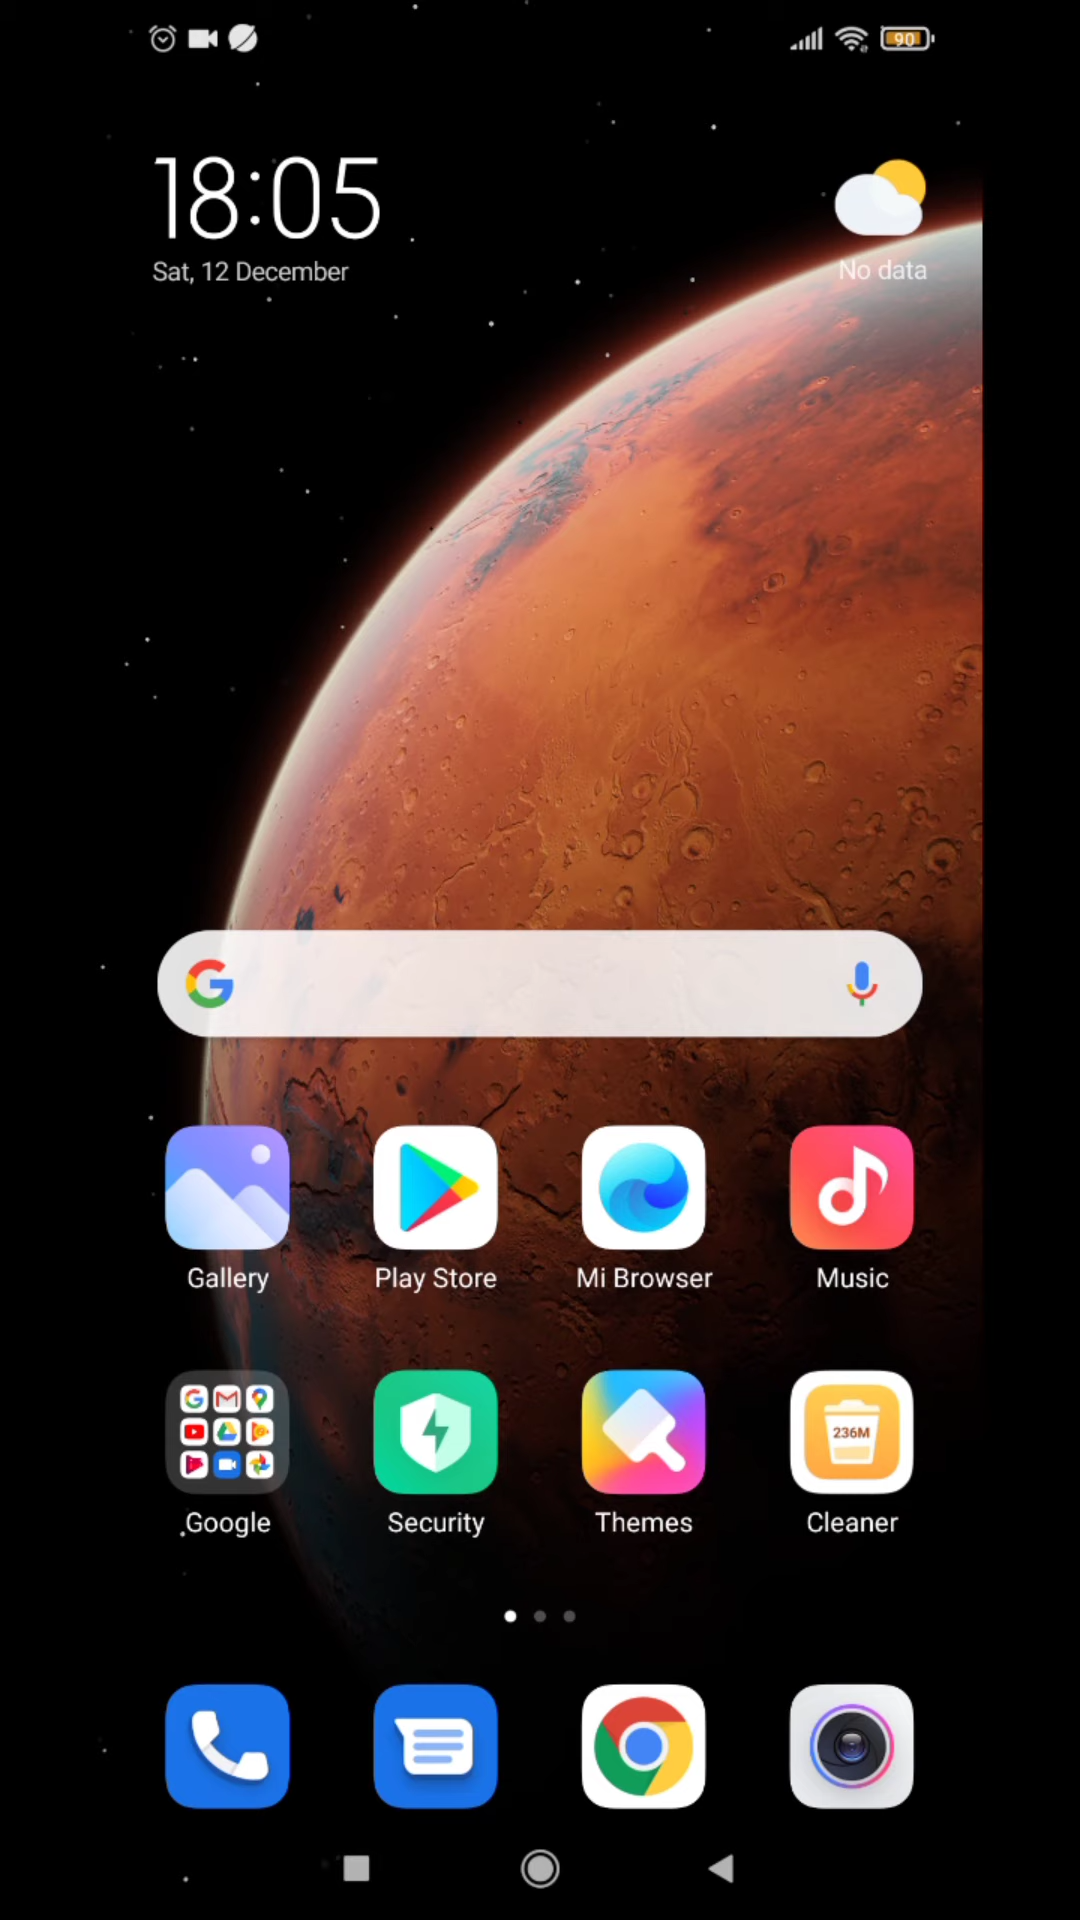 90
18:05
Sat, 12 December
No data
Gallery
Play Store
Mi Browser
Music
236M
Google
Security
Themes
Cleaner